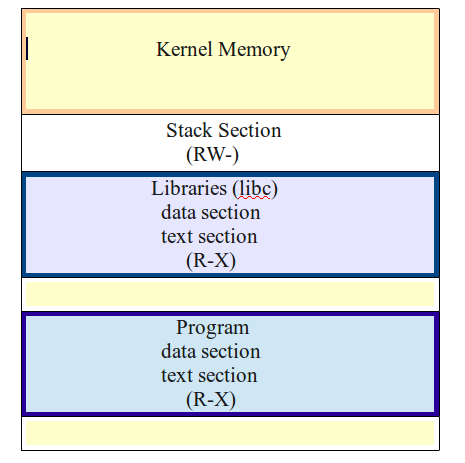 Kernel Memory
Stack Section
(RW-)
Libraries (libc)
data section
text section
(R-X)
Program
data section
text section
(R-X)